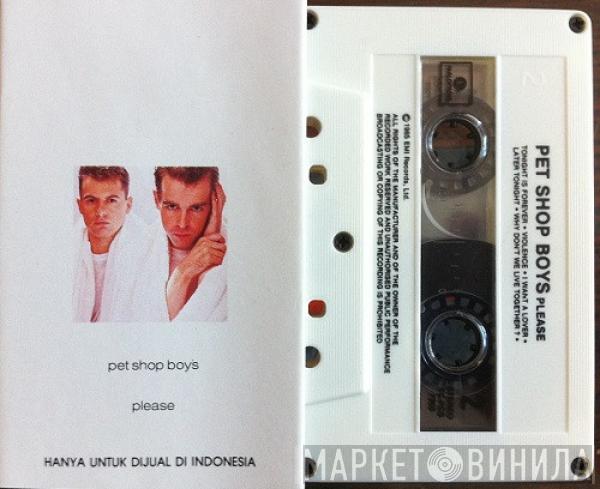 pet shop boys
please
HANYA UNTUK DIJUAL DI INDONESIA
2
PARLOPHONE
PET SHOP BOYS PLEASE
TONIGHT IS FOREVER • VIOLENCE • I WANT A LOVER •
LATER TONIGHT • WHY DON'T WE LIVE TOGETHER?
© 1985 EMI Records, Ltd.
ALL RIGHTS OF THE MANUFACTURER AND OF THE OWNER OF THE
RECORDED WORK RESERVED AND UNAUTHORISED PUBLIC PERFORMANCE
BROADCASTING OR COPYING OF THIS RECORDING IS PROHIBITED
МАРКЕТ ВИНИЛА